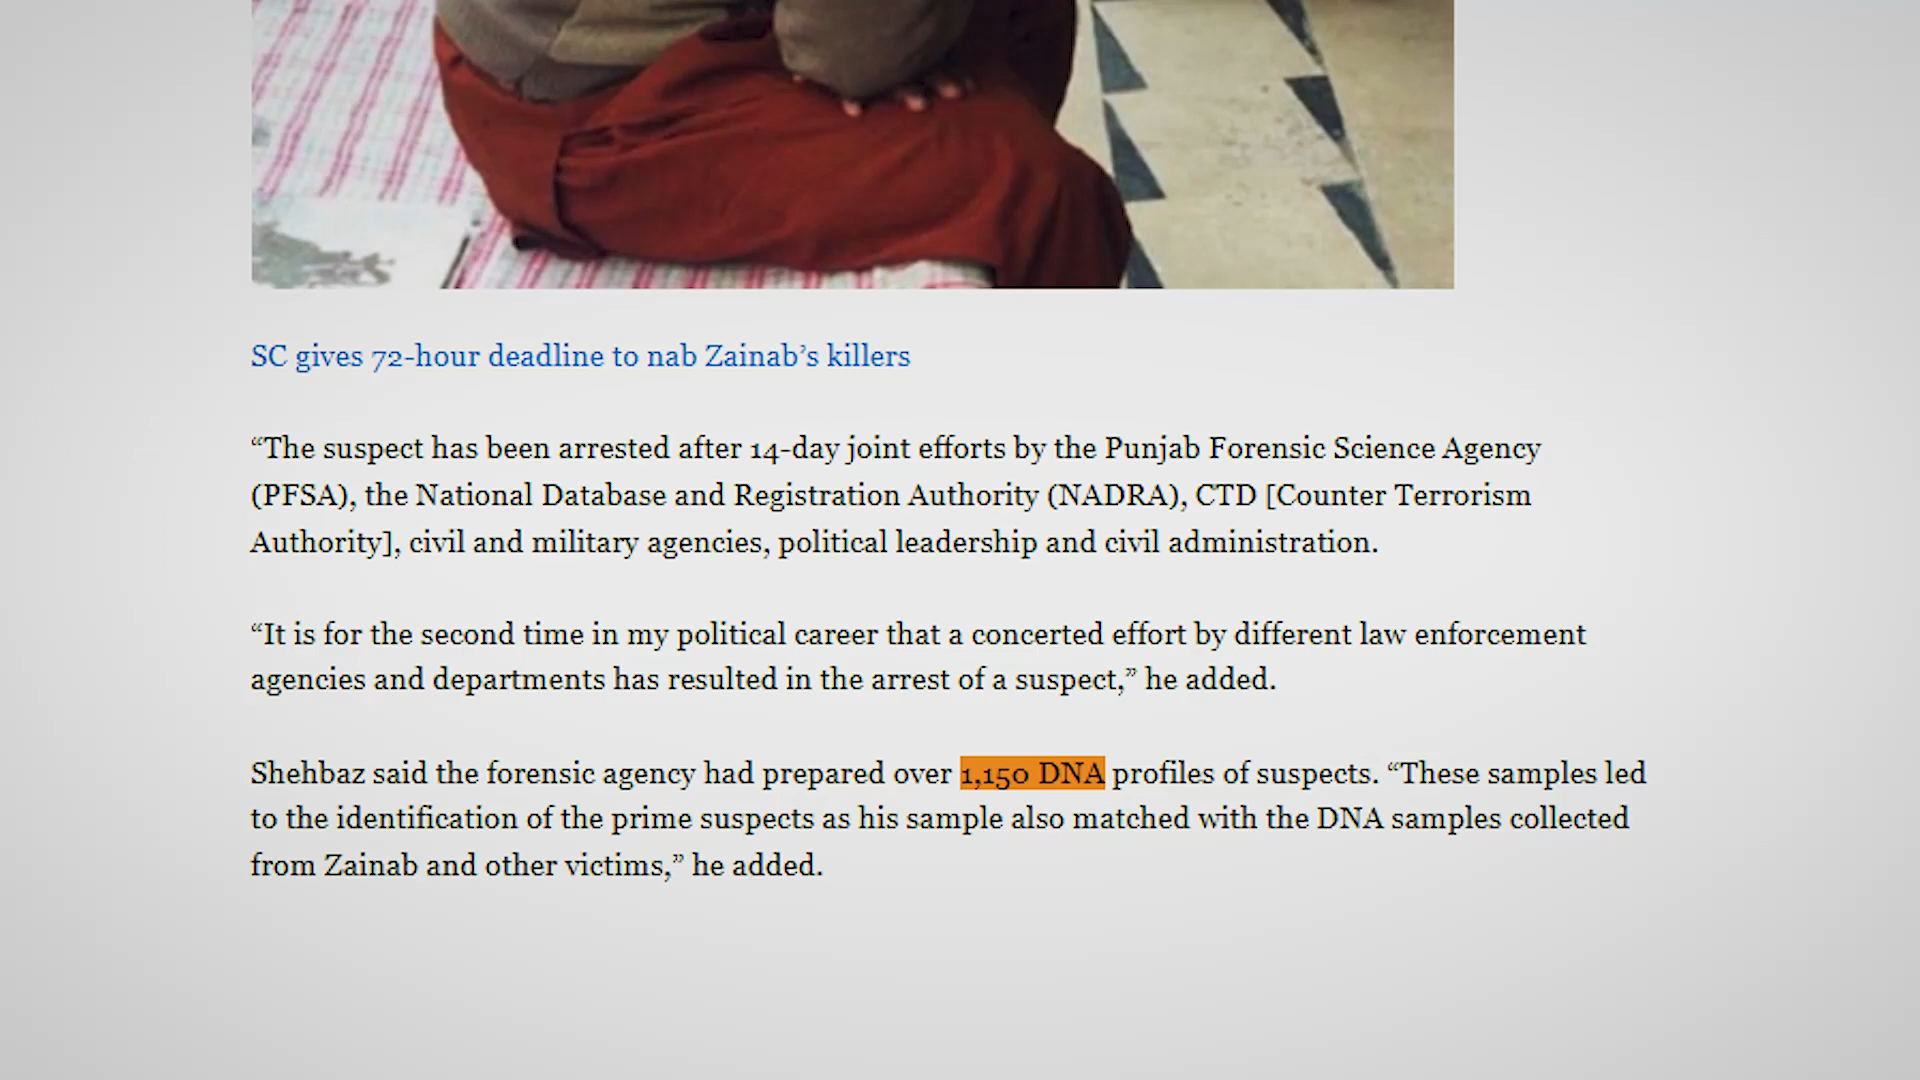 SC gives 72-hour deadline to nab Zainab’s killers
“The suspect has been arrested after 14-day joint efforts by the Punjab Forensic Science Agency
(PFSA), the National Database and Registration Authority (NADRA), CTD [Counter Terrorism
Authority], civil and military agencies, political leadership and civil administration.
“It is for the second time in my political career that a concerted effort by different law enforcement
agencies and departments has resulted in the arrest of a suspect,” he added.
Shehbaz said the forensic agency had prepared over 1,150 DNA profiles of suspects. “These samples led
to the identification of the prime suspects as his sample also matched with the DNA samples collected
from Zainab and other victims,” he added.